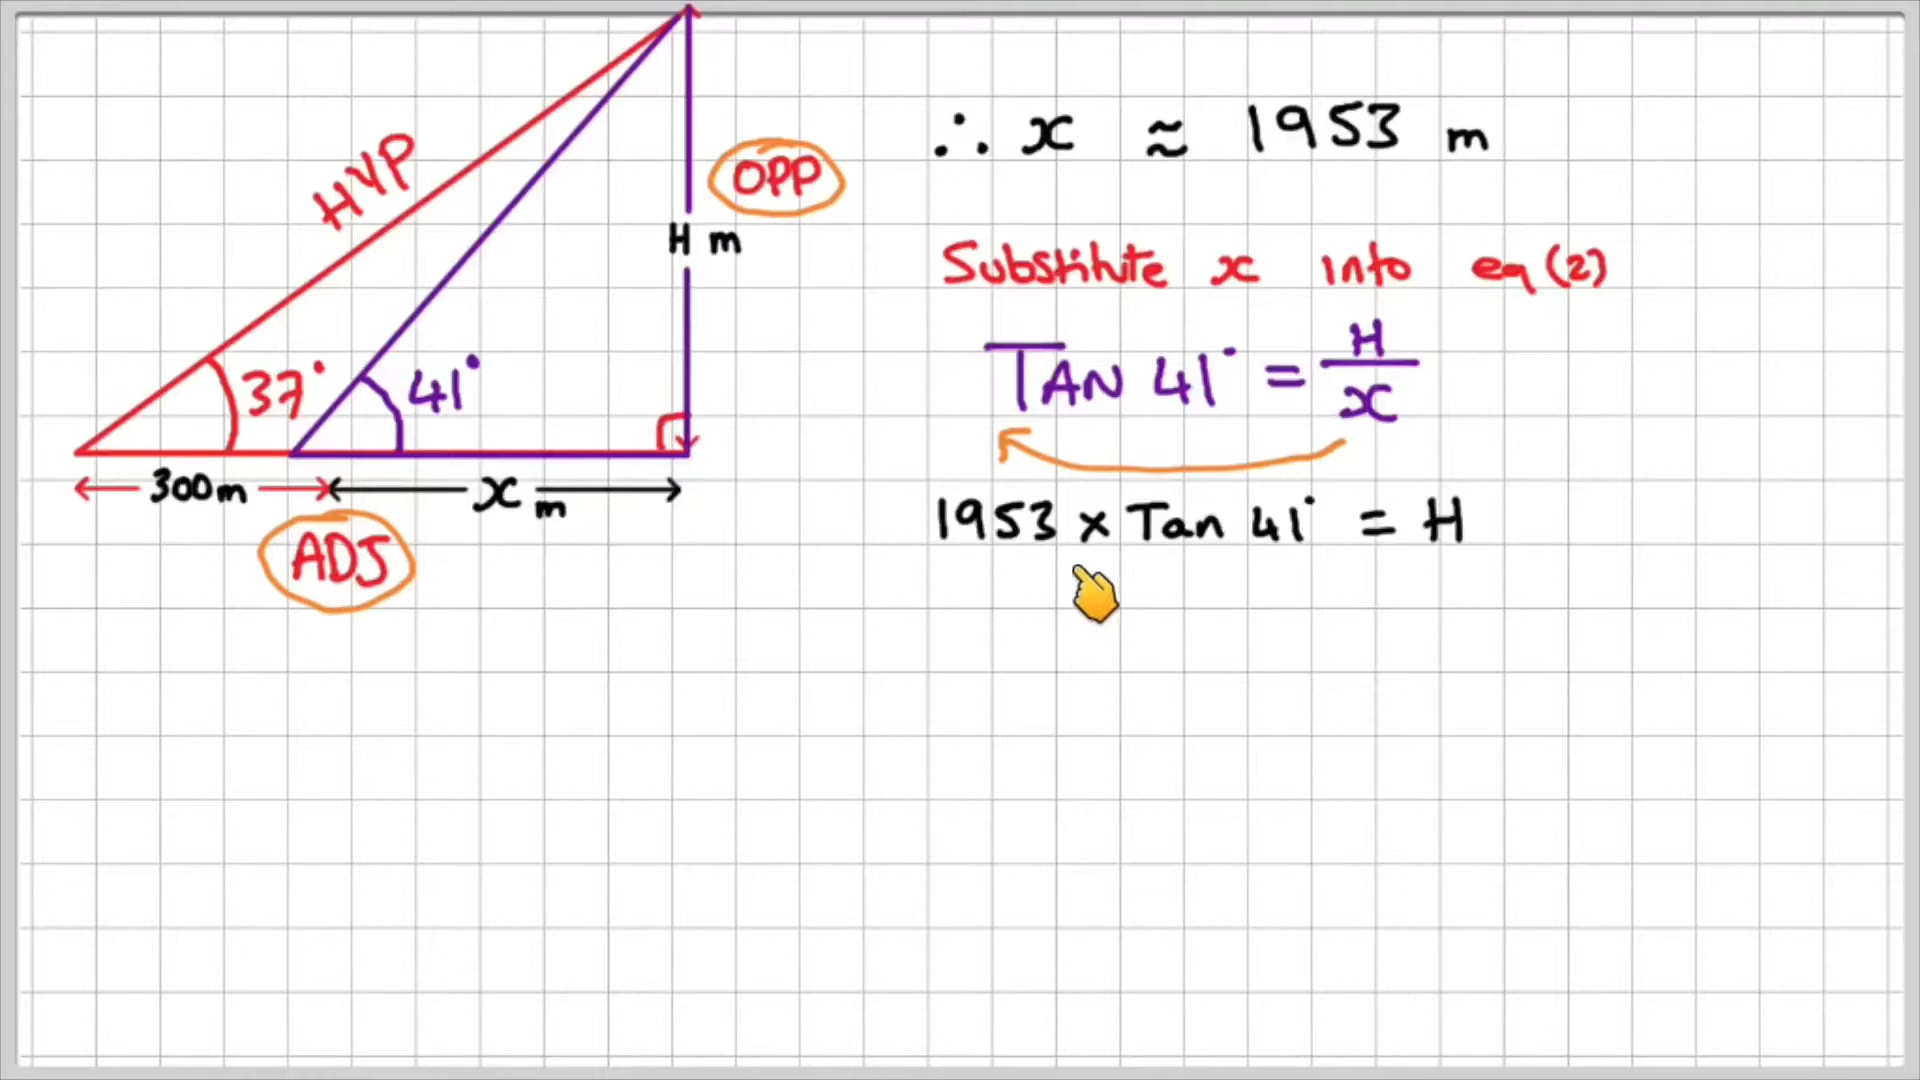 HYP
OPP
H m
37°
41°
300m
x m
ADJ
∴ x ≈ 1953 m
Substitute x into eq (2)
TAN 41° = H/x
1953 × Tan 41° = H